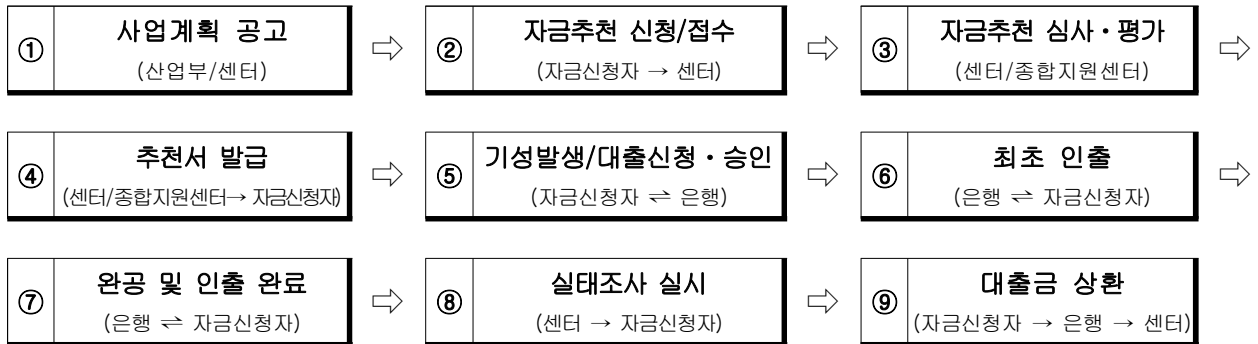 ① 사업계획 공고 ⇨ ② 자금추천 신청/접수 ⇨ ③ 자금추천 심사・평가 ⇨
(산업부/센터) (자금신청자 → 센터) (센터/종합지원센터)
④ 추천서 발급 ⇨ ⑤ 기성발생/대출신청・승인 ⇨ ⑥ 최초 인출 ⇨
(센터/종합지원센터→ 자금신청자) (자금신청자 ⇌ 은행) (은행 ⇌ 자금신청자)
⑦ 완공 및 인출 완료 ⇨ ⑧ 실태조사 실시 ⇨ ⑨ 대출금 상환
(은행 ⇌ 자금신청자) (센터 → 자금신청자) (자금신청자 → 은행 → 센터)